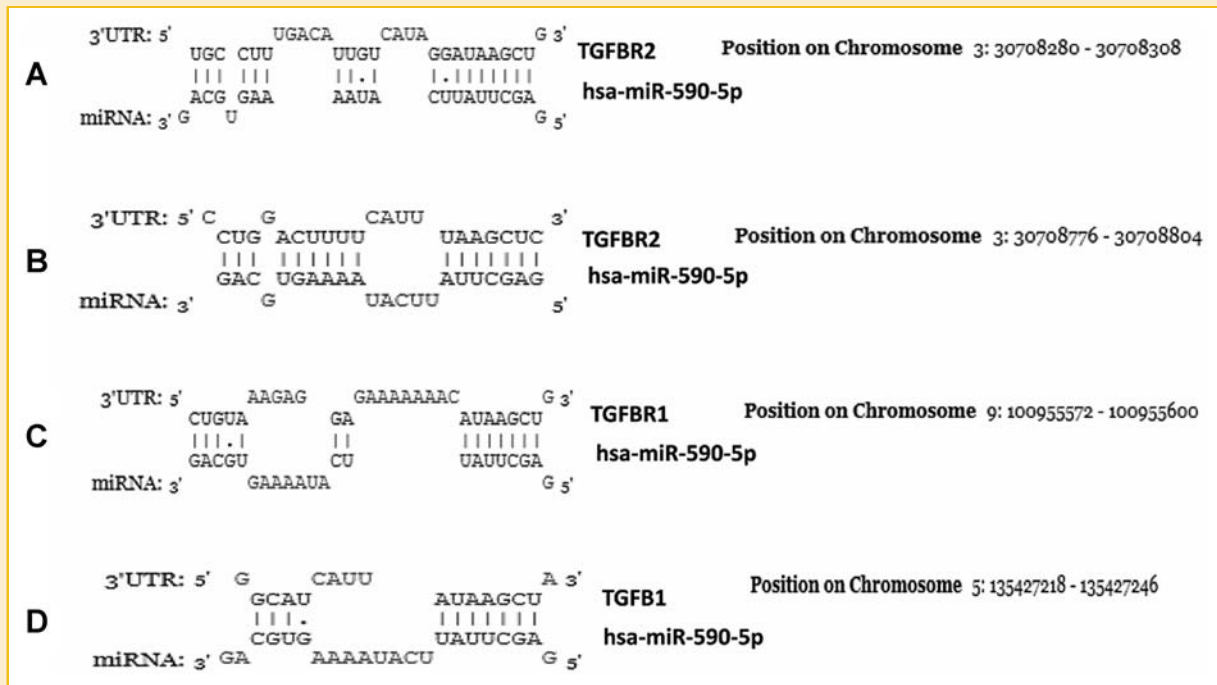 3'UTR: 5' UGACA CAUA G 3'
UGC CUU UUGU GGAUAAGCU
A
||| ||| ||.| |.|||||||
ACG GAA AAUA CUUAUUCGA
miRNA: 3' G U G 5'
TGFBR2 Position on Chromosome 3: 30708280 - 30708308
hsa-miR-590-5p
3'UTR: 5' C G CAUU 3'
CUG ACUUUU UAAGCUC
B
||| |||||| |||||||
GAC UGAAAA AUUCGAG
miRNA: 3' G UACUU 5'
TGFBR2 Position on Chromosome 3: 30708776 - 30708804
hsa-miR-590-5p
3'UTR: 5' AAGAG GAAAAAAAC G 3'
CUGUA GA AUAAGCU
C
|||.| || |||||||
GACGU CU UAUUCGA
miRNA: 3' GAAAAUA G 5'
TGFBR1 Position on Chromosome 9: 100955572 - 100955600
hsa-miR-590-5p
3'UTR: 5' G CAUU A 3'
GCAU AUAAGCU
D
|||. |||||||
CGUG UAUUCGA
miRNA: 3' GA AAAAUACU G 5'
TGFB1 Position on Chromosome 5: 135427218 - 135427246
hsa-miR-590-5p